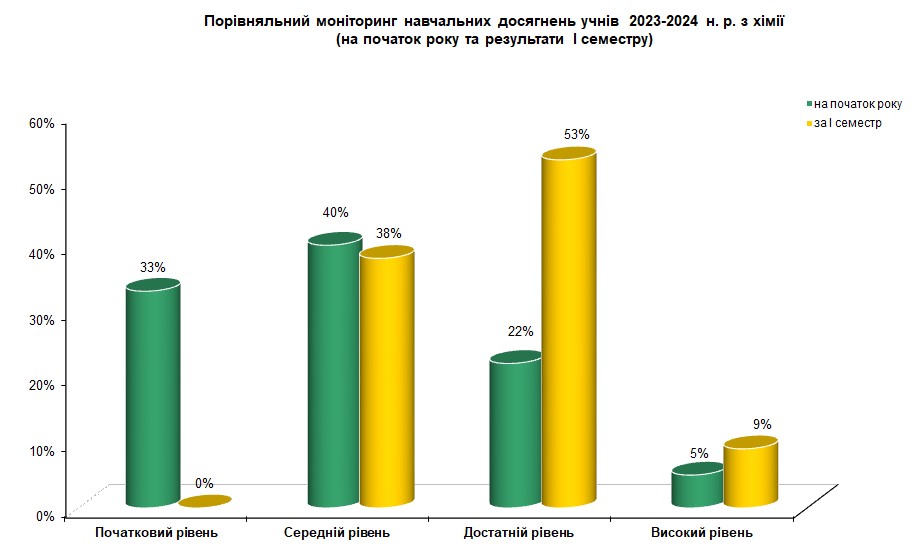 Порівняльний моніторинг навчальних досягнень учнів 2023-2024 н. р. з хімії
(на початок року та результати І семестру)
на початок року
за І семестр
60%
50%
40%
30%
20%
10%
0%
33%
0%
40%
38%
22%
53%
5%
9%
Початковий рівень
Середній рівень
Достатній рівень
Високий рівень